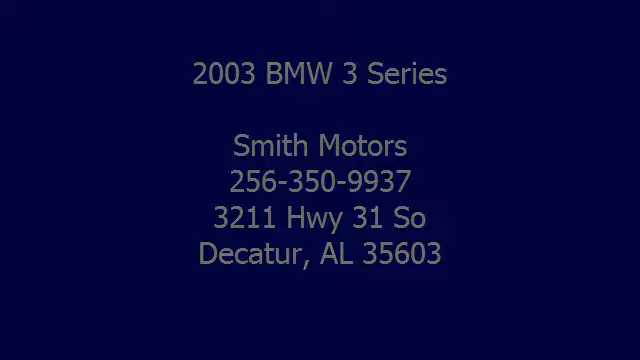 2003 BMW 3 Series
Smith Motors
256-350-9937
3211 Hwy 31 So
Decatur, AL 35603